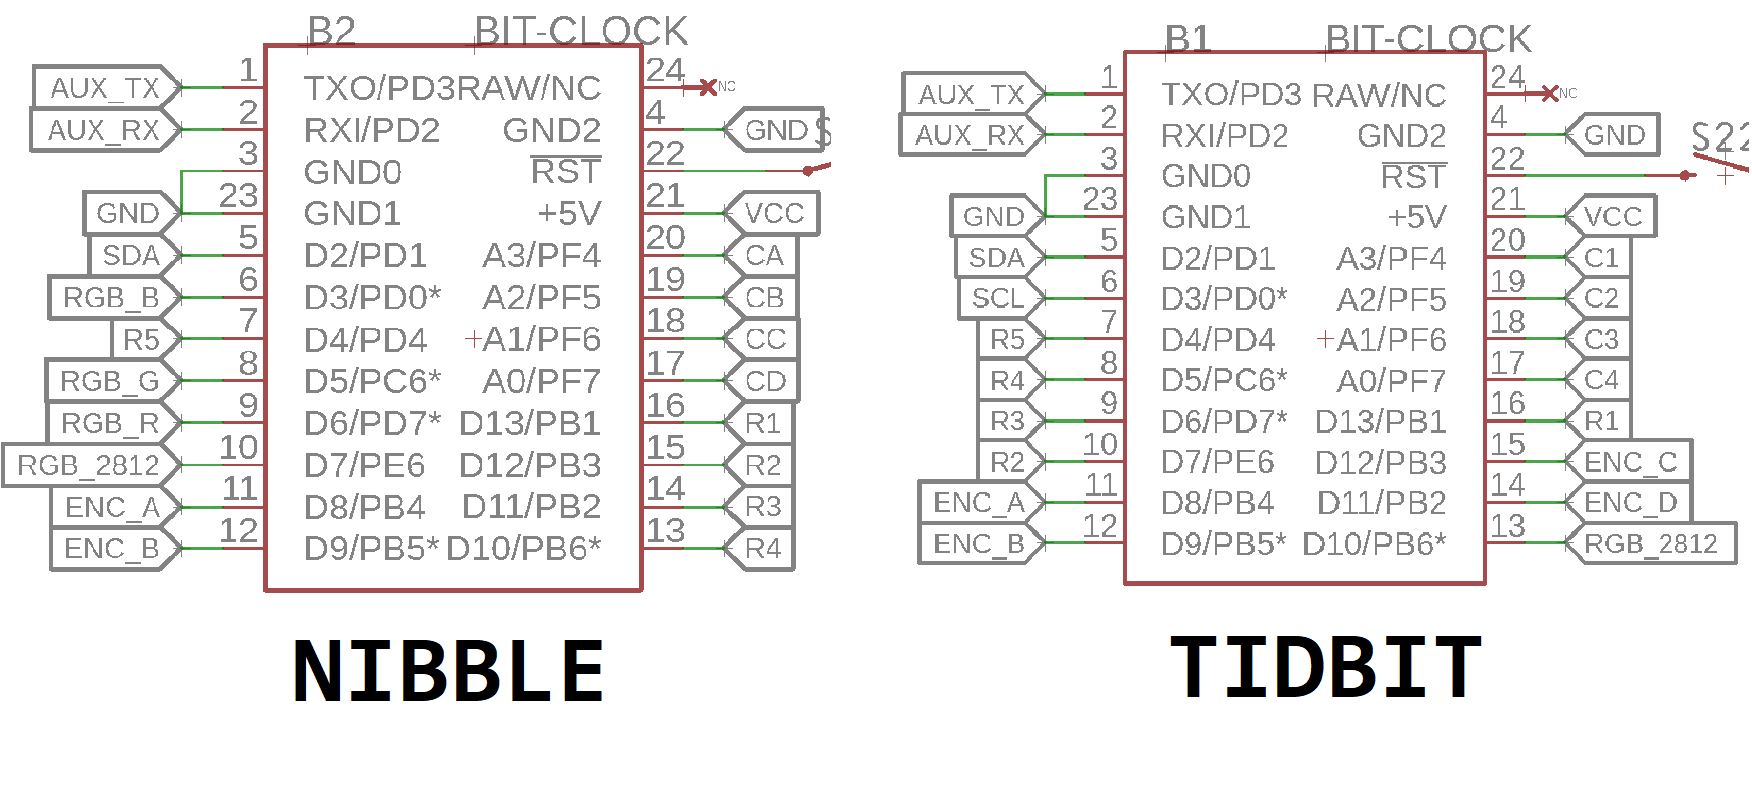 B2 BIT-CLOCK
AUX_TX 1 TXO/PD3 RAW/NC 24 NC
AUX_RX 2 RXI/PD2 GND2 4 GND
3 GND0 RST 22
GND 23 GND1 +5V 21 VCC
SDA 5 D2/PD1 A3/PF4 20 CA
RGB_B 6 D3/PD0* A2/PF5 19 CB
R5 7 D4/PD4 A1/PF6 18 CC
RGB_G 8 D5/PC6* A0/PF7 17 CD
RGB_R 9 D6/PD7* D13/PB1 16 R1
RGB_2812 10 D7/PE6 D12/PB3 15 R2
ENC_A 11 D8/PB4 D11/PB2 14 R3
ENC_B 12 D9/PB5* D10/PB6* 13 R4
NIBBLE
B1 BIT-CLOCK
AUX_TX 1 TXO/PD3 RAW/NC 24 NC
AUX_RX 2 RXI/PD2 GND2 4 GND S22
3 GND0 RST 22
GND 23 GND1 +5V 21 VCC
SDA 5 D2/PD1 A3/PF4 20 C1
SCL 6 D3/PD0* A2/PF5 19 C2
R5 7 D4/PD4 A1/PF6 18 C3
R4 8 D5/PC6* A0/PF7 17 C4
R3 9 D6/PD7* D13/PB1 16 R1
R2 10 D7/PE6 D12/PB3 15 ENC_C
ENC_A 11 D8/PB4 D11/PB2 14 ENC_D
ENC_B 12 D9/PB5* D10/PB6* 13 RGB_2812
TIDBIT